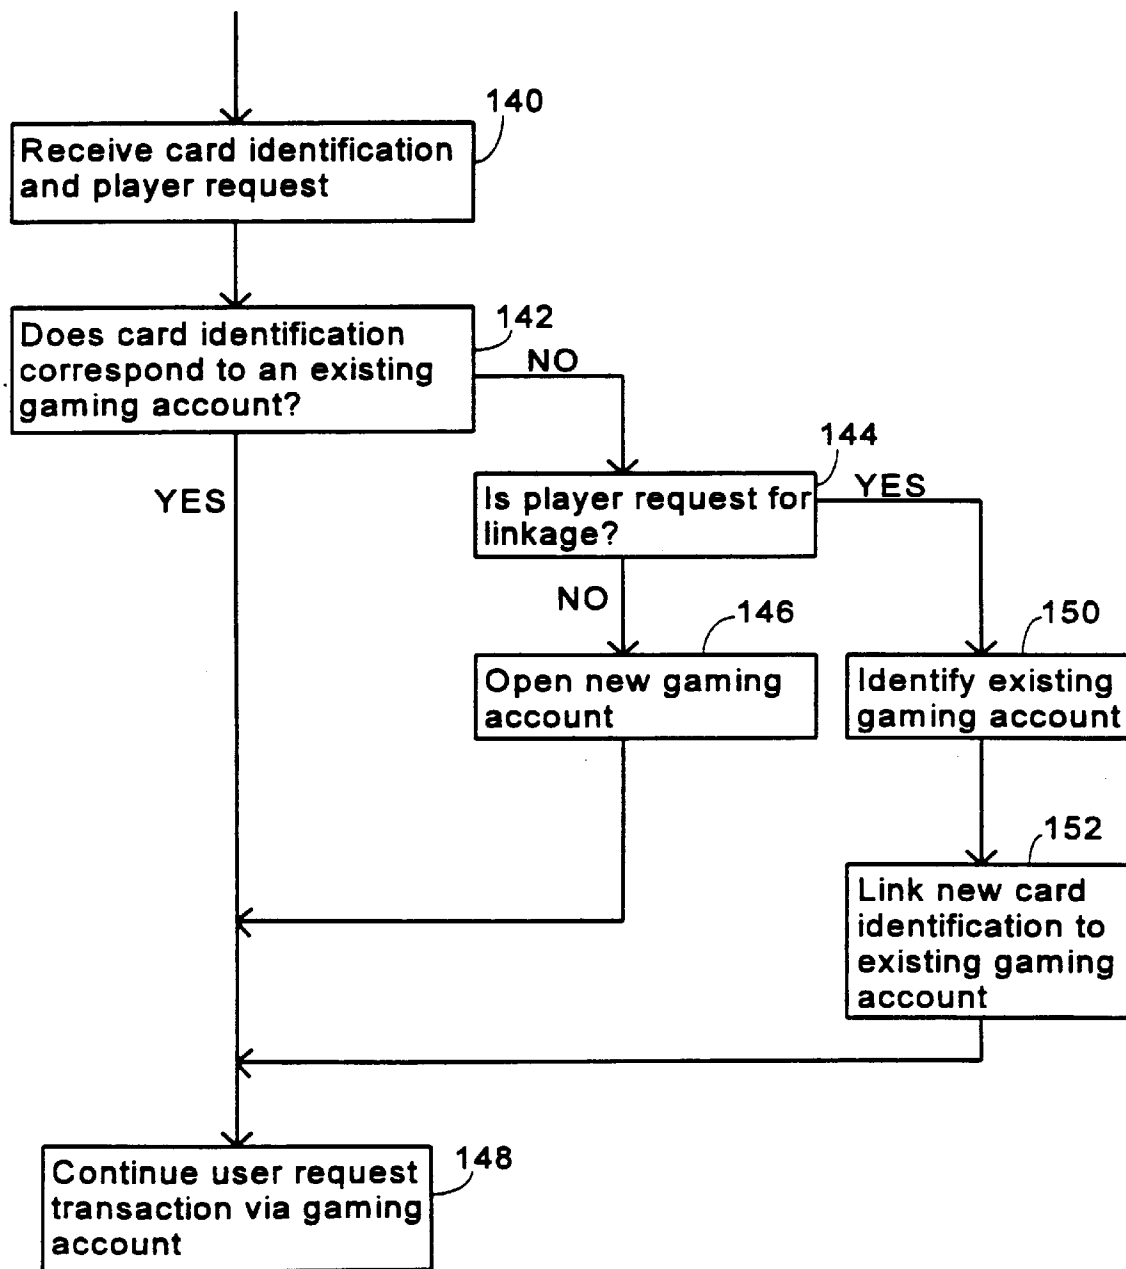 140
Receive card identification
and player request
142
Does card identification
correspond to an existing
gaming account?
NO
144
YES
Is player request for
linkage?
YES
NO
146
150
Open new gaming
account
Identify existing
gaming account
152
Link new card
identification to
existing gaming
account
148
Continue user request
transaction via gaming
account